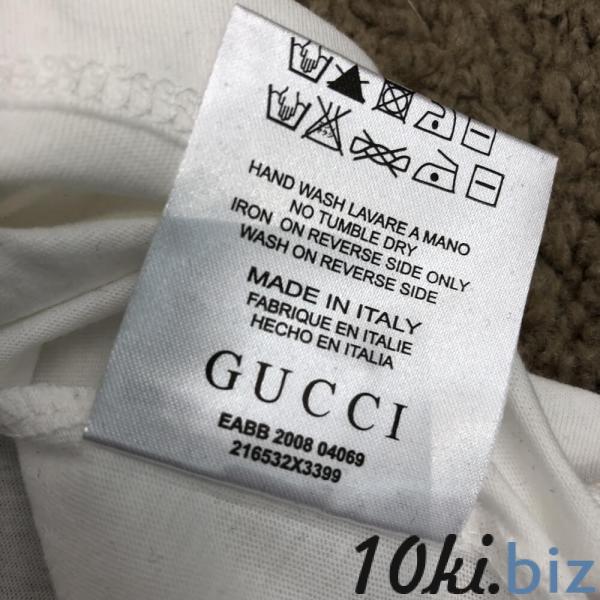 HAND WASH LAVARE A MANO
NO TUMBLE DRY
IRON ON REVERSE SIDE ONLY
WASH ON REVERSE SIDE
MADE IN ITALY
FABRIQUE EN ITALIE
HECHO EN ITALIA
GUCCI
EABB 2008 04069
216532X3399
10ki.biz